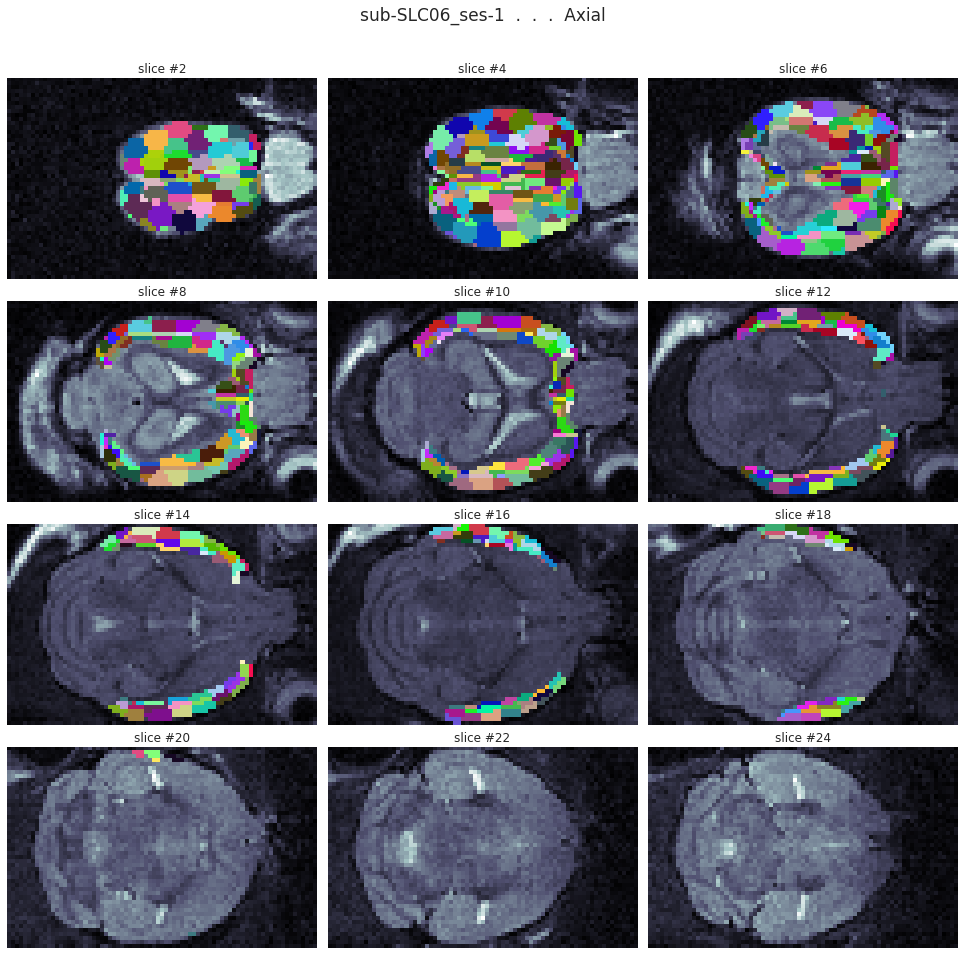 sub-SLC06_ses-1 . . . Axial
slice #2
slice #4
slice #6
slice #8
slice #10
slice #12
slice #14
slice #16
slice #18
slice #20
slice #22
slice #24